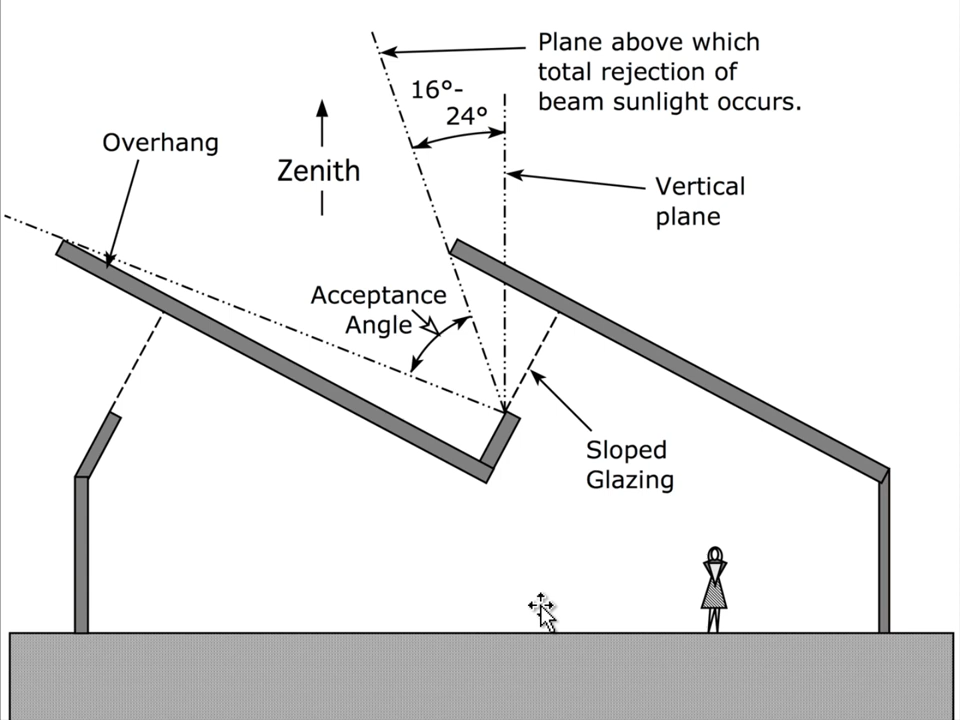 Plane above which
total rejection of
beam sunlight occurs.
16°-
24°
Overhang
Zenith
Vertical
plane
Acceptance
Angle
Sloped
Glazing